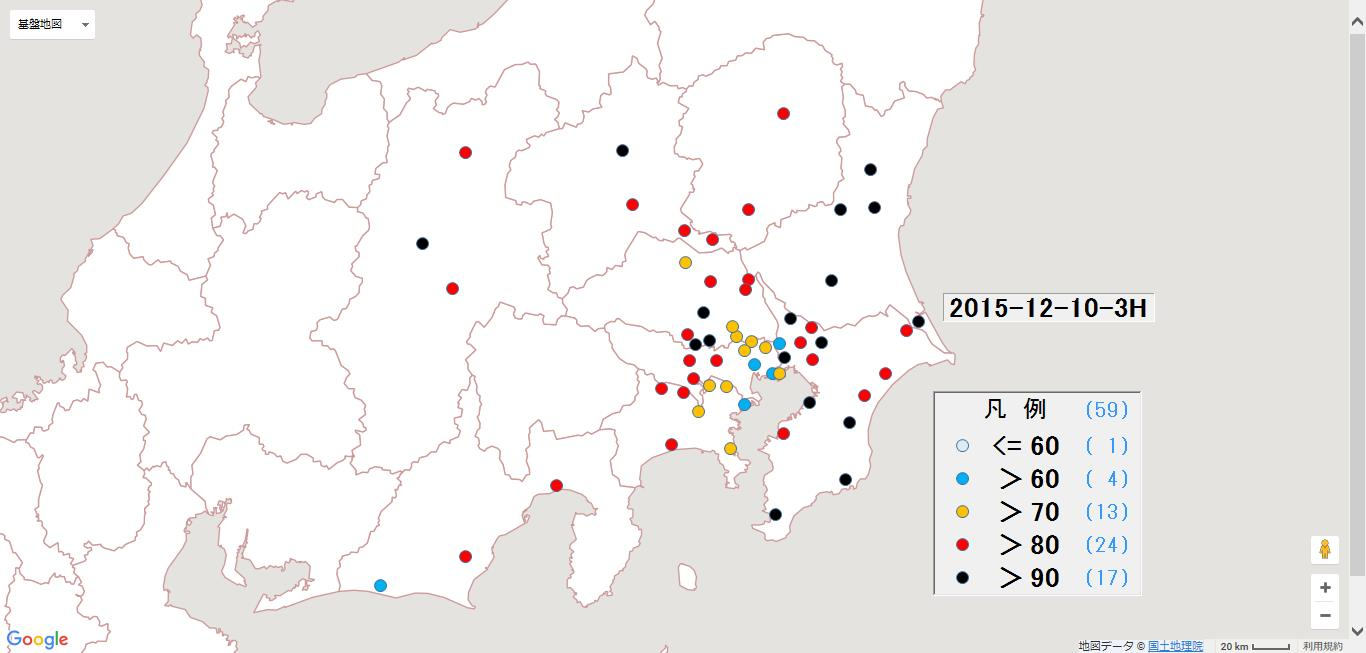 基盤地図
2015-12-10-3H
凡 例 (59)
<= 60 ( 1)
> 60 ( 4)
> 70 (13)
> 80 (24)
> 90 (17)
+
−
Google
地図データ © 国土地理院 20 km 利用規約